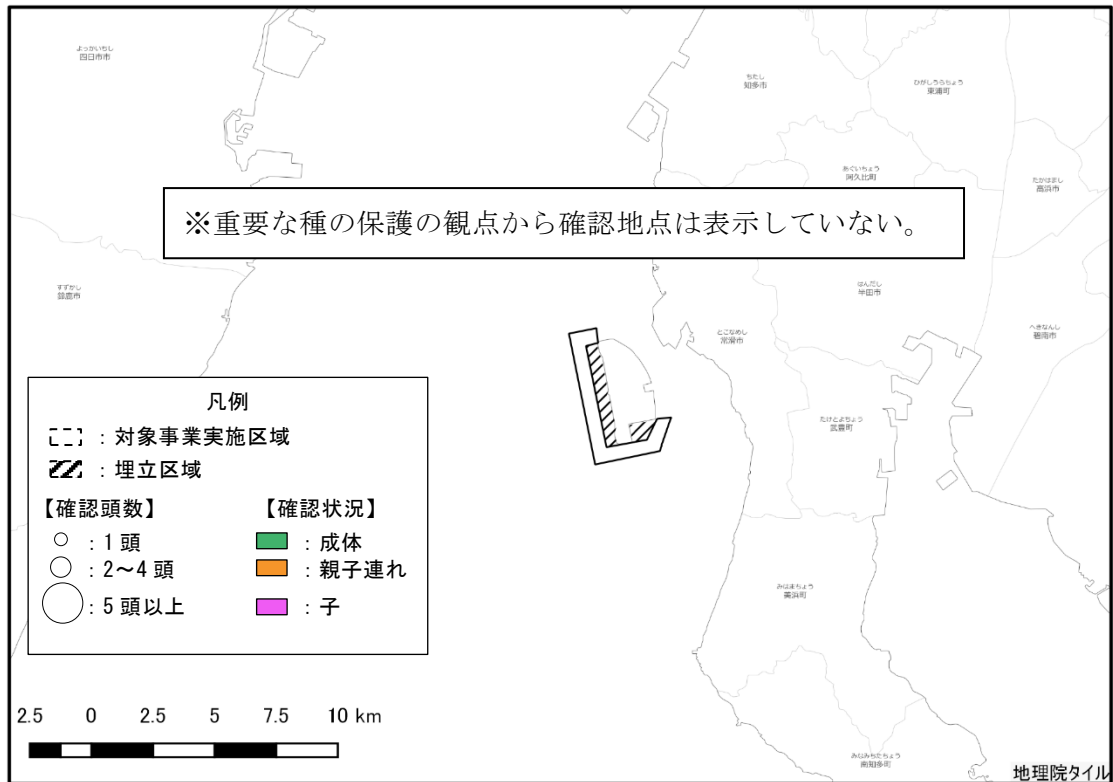 よっかいちし
四日市市
ちたし
知多市
ひがしうらちょう
東浦町
あぐいちょう
阿久比町
たかはまし
高浜市
※重要な種の保護の観点から確認地点は表示していない。
すずかし
鈴鹿市
はんだし
半田市
とこなめし
常滑市
へきなんし
碧南市
たけとよちょう
武豊町
凡例
：対象事業実施区域
：埋立区域
【確認頭数】 【確認状況】
：1頭 ：成体
：2～4頭 ：親子連れ
：5頭以上 ：子
みはまちょう
美浜町
2.5 0 2.5 5 7.5 10 km
みなみちたちょう
南知多町
地理院タイル